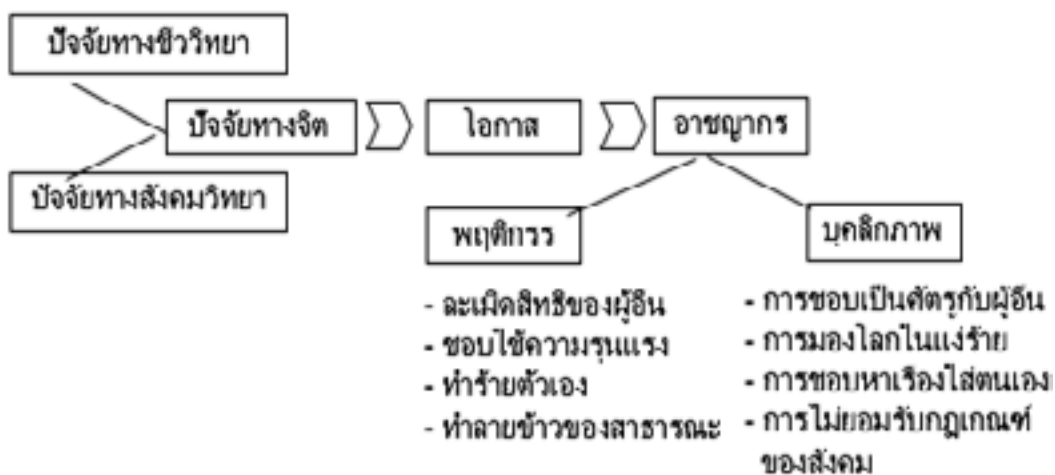 ปัจจัยทางชีววิทยา
ปัจจัยทางจิต
โอกาส
อาชญากร
ปัจจัยทางสังคมวิทยา
พฤติกรร
บุคลิกภาพ
- ละเมิดสิทธิของผู้อื่น
- ชอบใช้ความรุนแรง
- ทำร้ายตัวเอง
- ทำลายข้าวของสาธารณะ
- การชอบเป็นศัตรูกับผู้อื่น
- การมองโลกในแง่ร้าย
- การชอบหาเรื่องใส่ตนเอง
- การไม่ยอมรับกฎเกณฑ์
ของสังคม